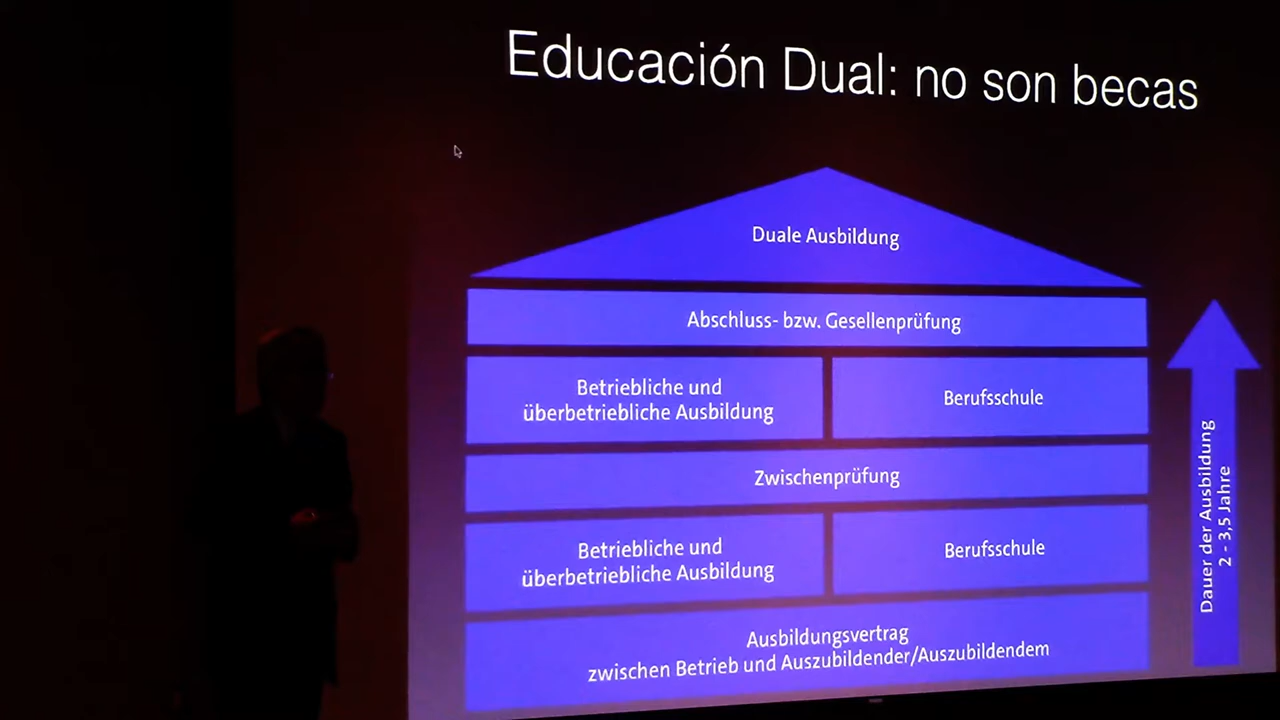 Educación Dual: no son becas
Duale Ausbildung
Abschluss- bzw. Gesellenprüfung
Betriebliche und
überbetriebliche Ausbildung
Berufsschule
Zwischenprüfung
Betriebliche und
überbetriebliche Ausbildung
Berufsschule
Ausbildungsvertrag
zwischen Betrieb und Auszubildender/Auszubildendem
Dauer der Ausbildung
2 - 3,5 Jahre